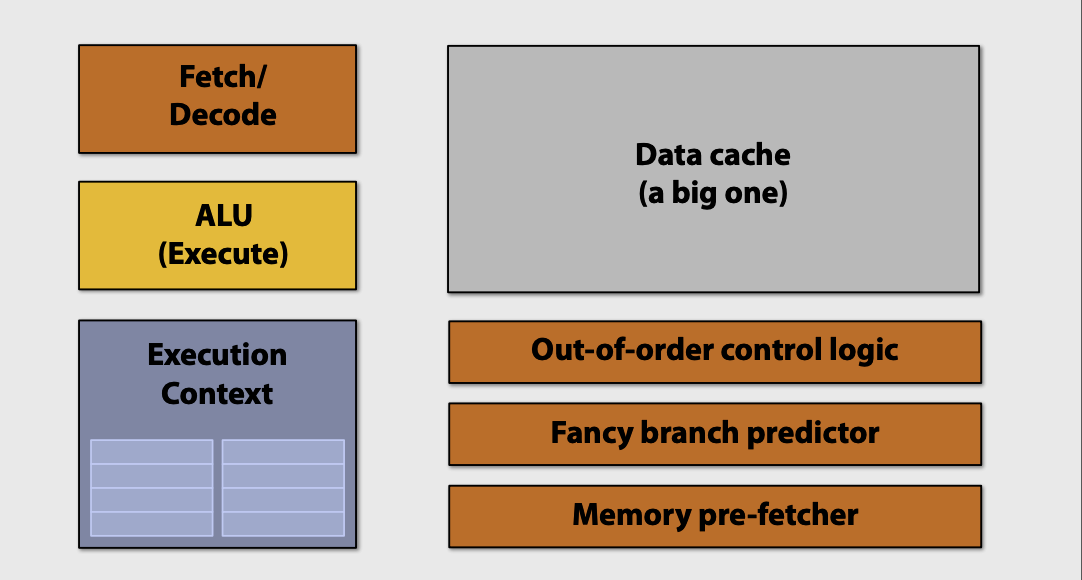 Fetch/
Decode
ALU
(Execute)
Execution
Context
Data cache
(a big one)
Out-of-order control logic
Fancy branch predictor
Memory pre-fetcher